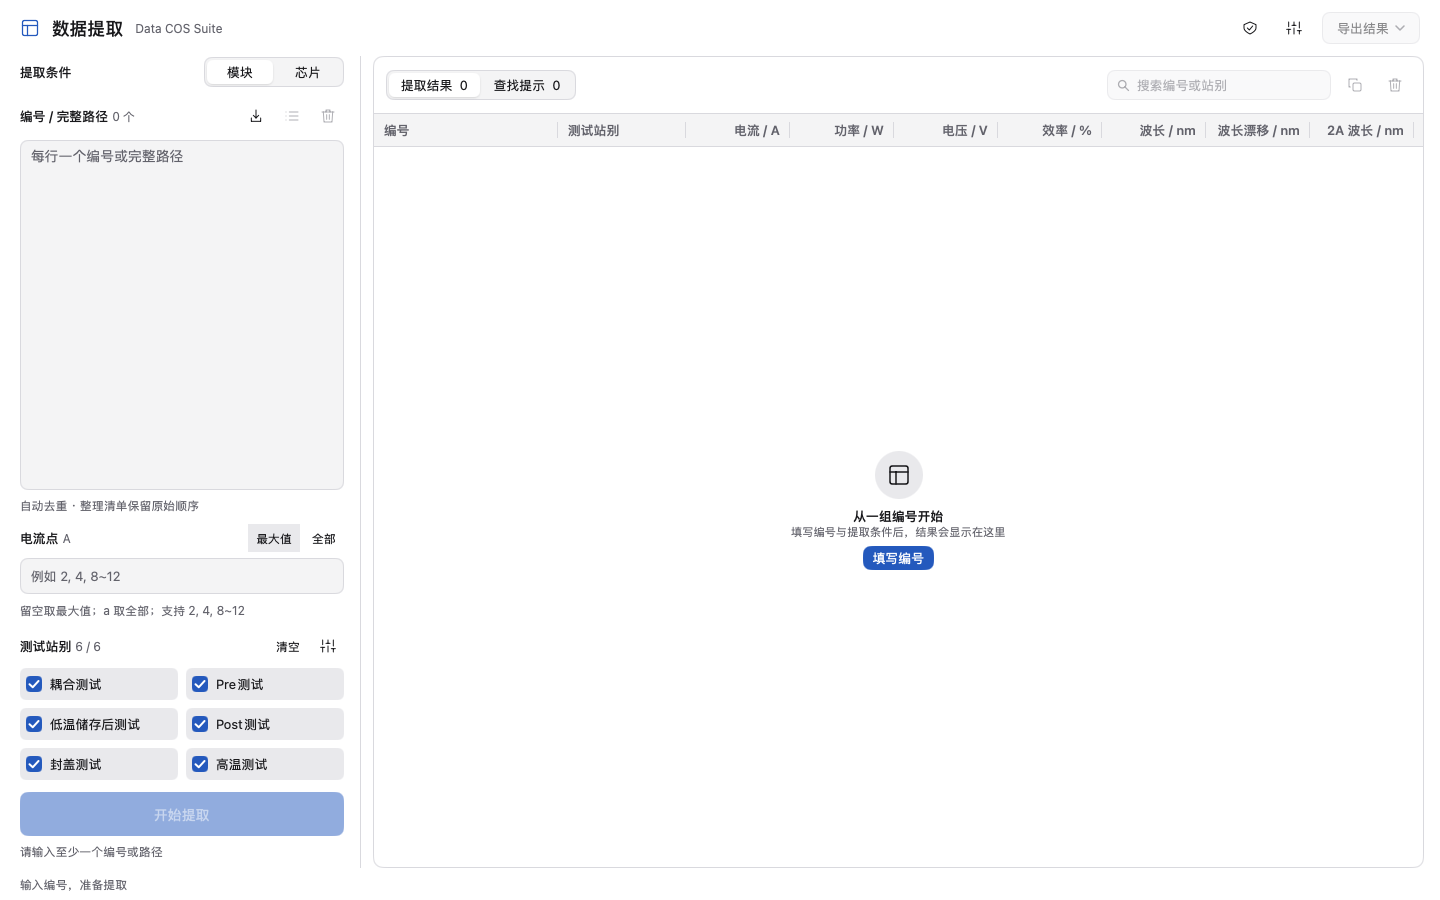 数据提取 Data COS Suite
导出结果
提取条件 模块 芯片
编号 / 完整路径 0 个
每行一个编号或完整路径
自动去重 · 整理清单保留原始顺序
电流点 A 最大值 全部
例如 2, 4, 8~12
留空取最大值；a 取全部；支持 2, 4, 8~12
测试站别 6 / 6 清空
耦合测试 Pre 测试
低温储存后测试 Post 测试
封盖测试 高温测试
开始提取
请输入至少一个编号或路径
输入编号，准备提取
提取结果 0 查找提示 0
搜索编号或站别
编号 测试站别 电流 / A 功率 / W 电压 / V 效率 / % 波长 / nm 波长漂移 / nm 2A 波长 / nm
从一组编号开始
填写编号与提取条件后，结果会显示在这里
填写编号